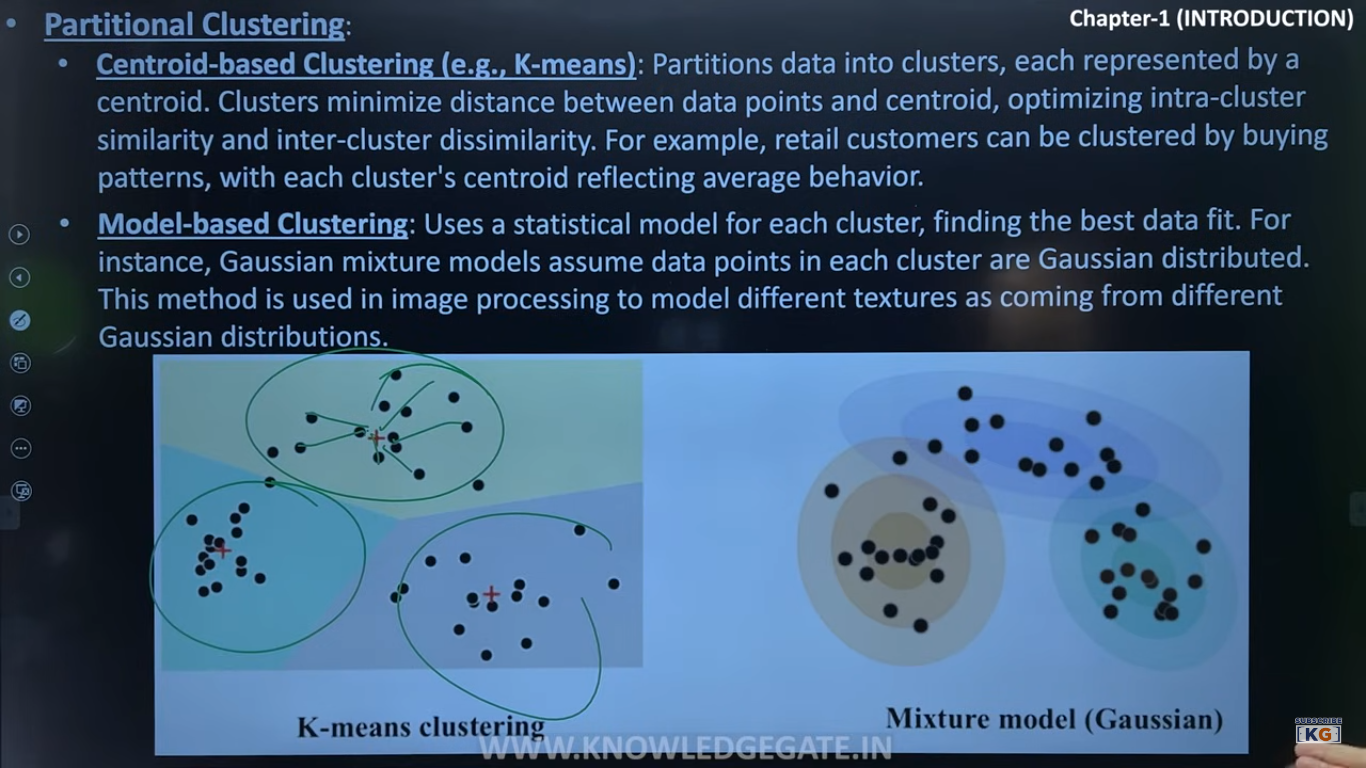 Chapter-1 (INTRODUCTION)
• Partitional Clustering:
• Centroid-based Clustering (e.g., K-means): Partitions data into clusters, each represented by a
centroid. Clusters minimize distance between data points and centroid, optimizing intra-cluster
similarity and inter-cluster dissimilarity. For example, retail customers can be clustered by buying
patterns, with each cluster's centroid reflecting average behavior.
• Model-based Clustering: Uses a statistical model for each cluster, finding the best data fit. For
instance, Gaussian mixture models assume data points in each cluster are Gaussian distributed.
This method is used in image processing to model different textures as coming from different
Gaussian distributions.
K-means clustering
Mixture model (Gaussian)
WWW.KNOWLEDGEGATE.IN
SUBSCRIBE
KG